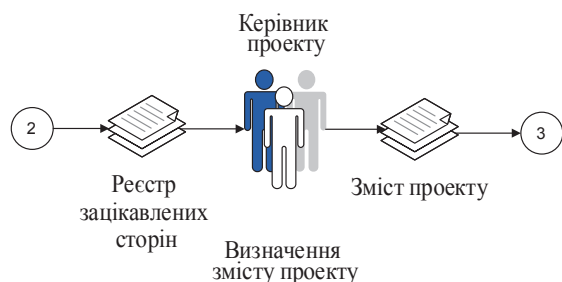 Керівник
проекту
2
3
Реєстр
зацікавлених
сторін
Зміст проекту
Визначення
змісту проекту